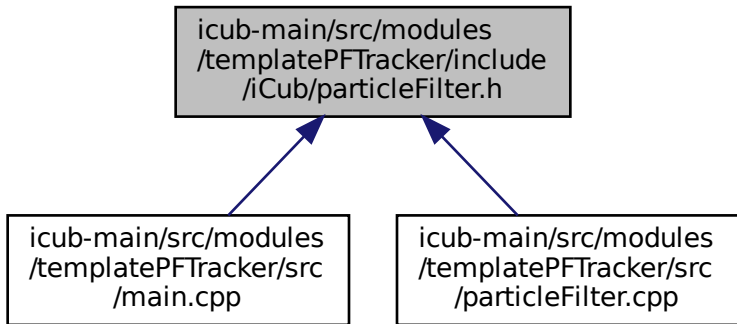 icub-main/src/modules
/templatePFTracker/include
/iCub/particleFilter.h
icub-main/src/modules
/templatePFTracker/src
/main.cpp
icub-main/src/modules
/templatePFTracker/src
/particleFilter.cpp